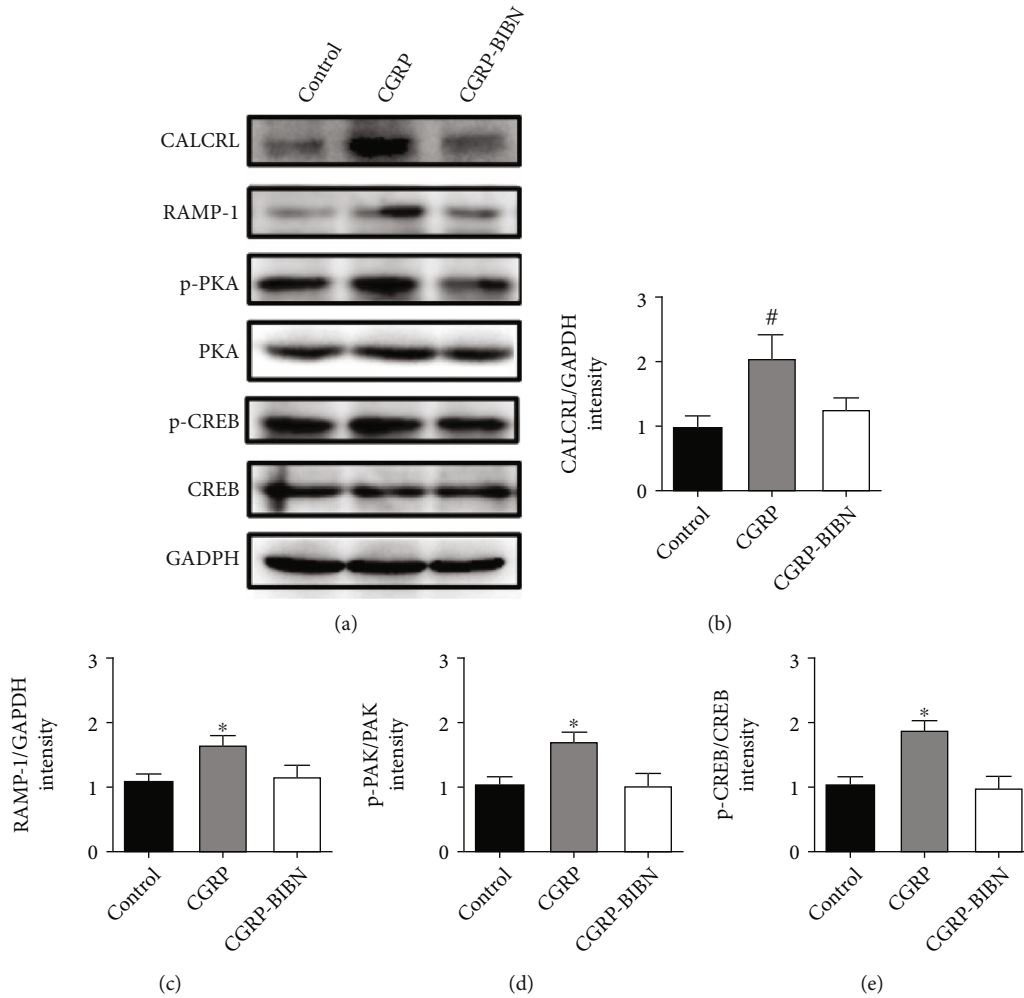 Control CGRP CGRP-BIBN
CALCRL
RAMP-1
p-PKA
PKA
p-CREB
CREB
GADPH
(a)
CALCRL/GAPDH
intensity
3
2
1
0
#
Control CGRP CGRP-BIBN
(b)
RAMP-1/GAPDH
intensity
3
2
1
0
*
Control CGRP CGRP-BIBN
(c)
p-PAK/PAK
intensity
3
2
1
0
*
Control CGRP CGRP-BIBN
(d)
p-CREB/CREB
intensity
3
2
1
0
*
Control CGRP CGRP-BIBN
(e)